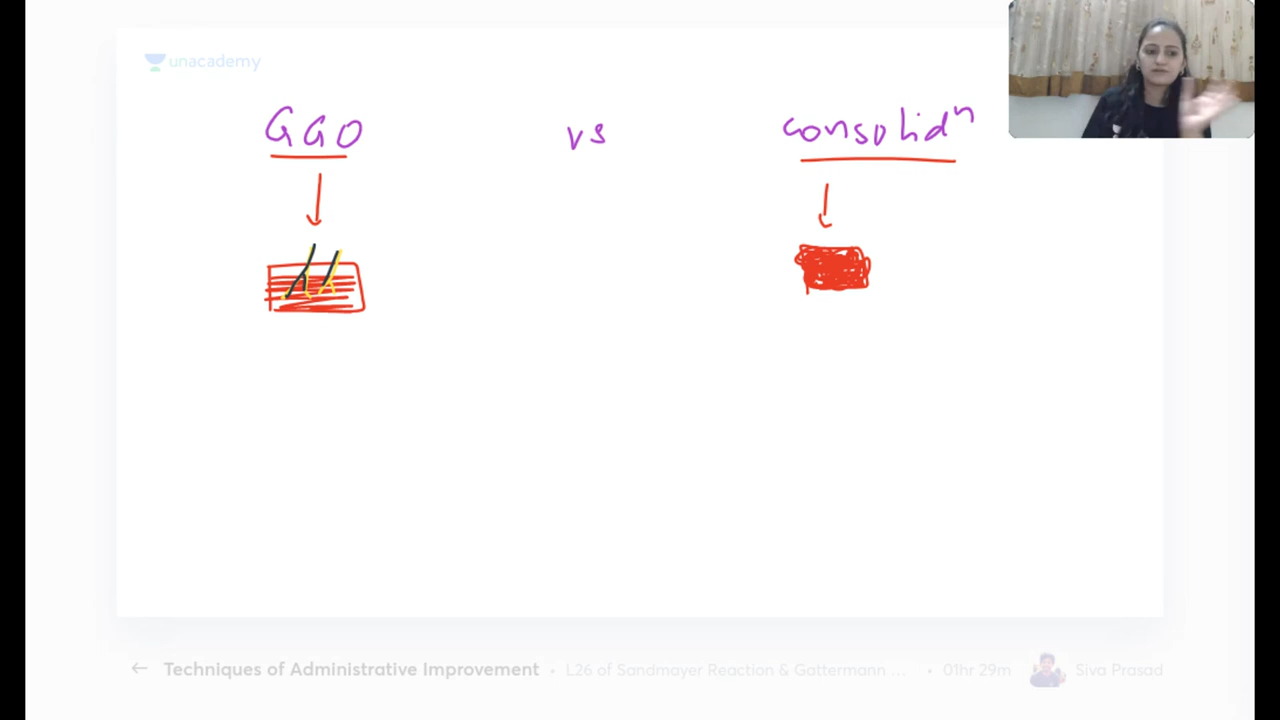 unacademy
GGO vs consolidⁿ
← Techniques of Administrative Improvement • L26 of Sandmayer Reaction & Gattermann ... • 01hr 29m Siva Prasad